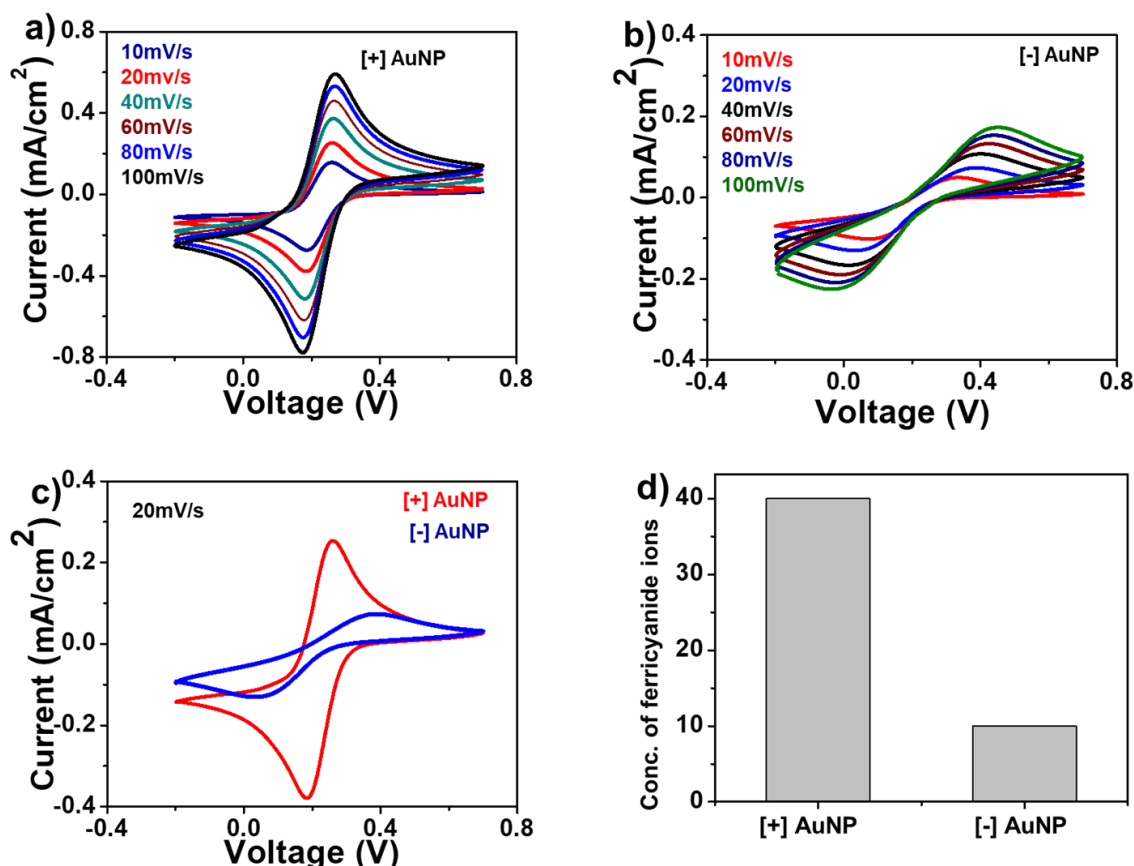 a)
[+] AuNP
10mV/s
20mv/s
40mV/s
60mV/s
80mV/s
100mV/s
Current (mA/cm²)
0.8
0.4
0.0
-0.4
-0.8
-0.4
0.0
0.4
0.8
Voltage (V)
b)
[-] AuNP
10mV/s
20mv/s
40mV/s
60mV/s
80mV/s
100mV/s
Current (mA/cm²)
0.4
0.2
0.0
-0.2
-0.4
-0.4
0.0
0.4
0.8
Voltage (V)
c)
20mV/s
[+] AuNP
[-] AuNP
Current (mA/cm²)
0.4
0.2
0.0
-0.2
-0.4
-0.4
0.0
0.4
0.8
Voltage (V)
d)
Conc. of ferricyanide ions
40
30
20
10
0
[+] AuNP
[-] AuNP